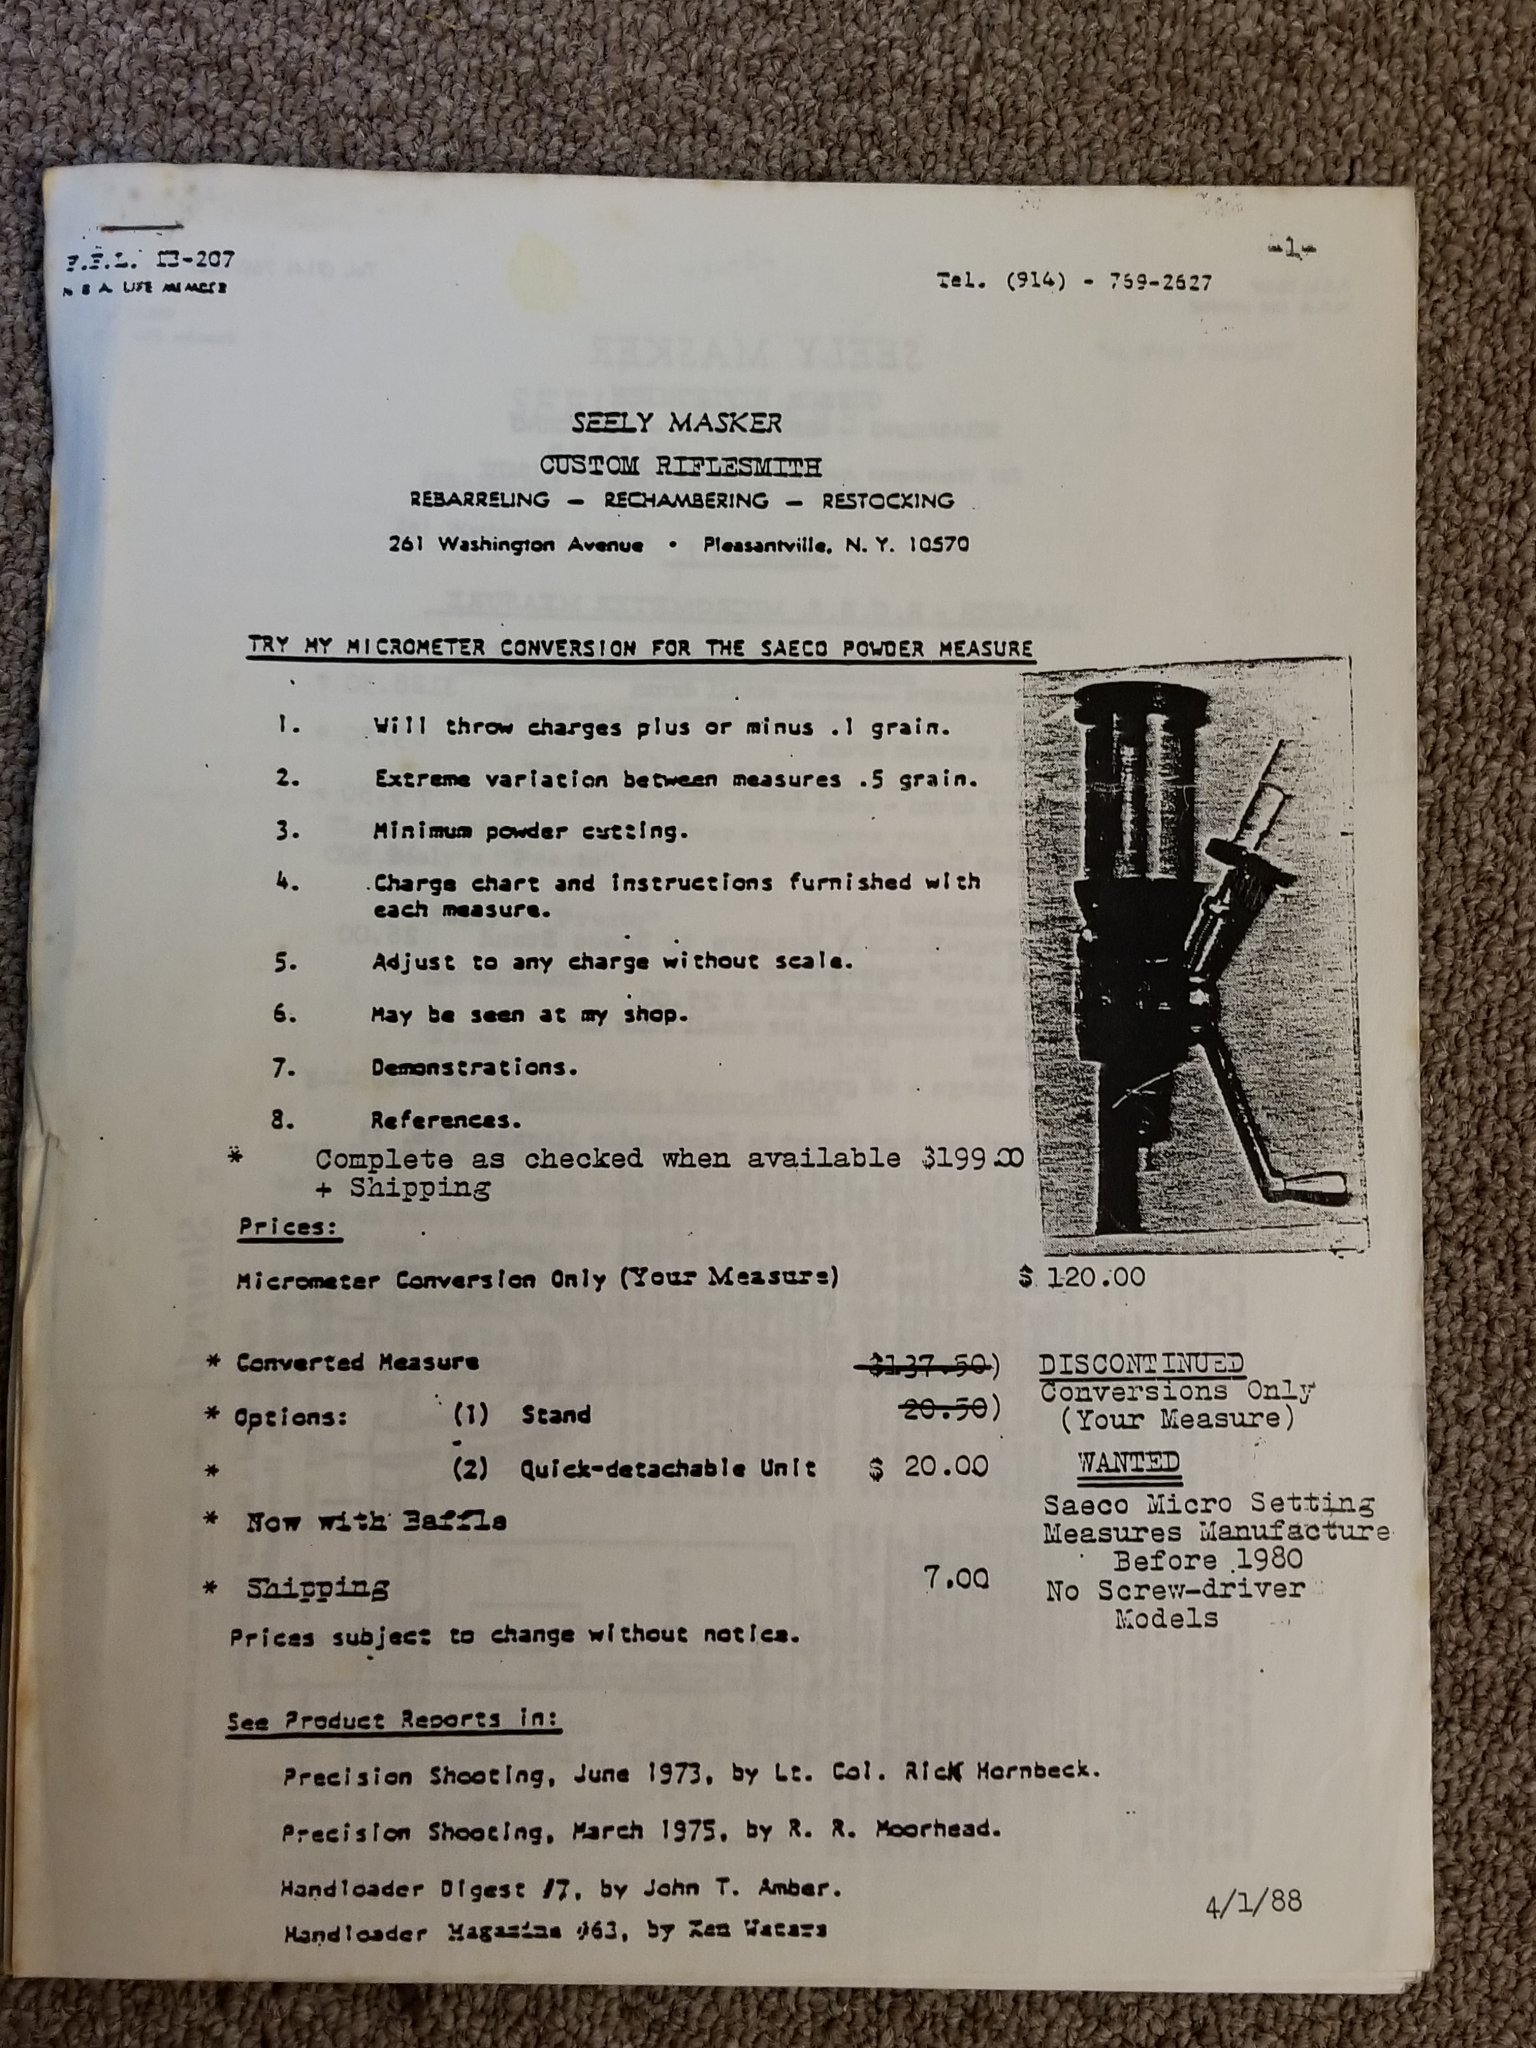 -1-
F.F.L. 13-207
LIFE MEMBER
Tel. (914) - 769-2627
SEELY MASKER
CUSTOM RIFLESMITH
REBARRELING — RECHAMBERING — RESTOCKING
261 Washington Avenue • Pleasantville, N. Y. 10570
TRY MY MICROMETER CONVERSION FOR THE SAECO POWDER MEASURE
1. Will throw charges plus or minus .1 grain.
2. Extreme variation between measures .5 grain.
3. Minimum powder cutting.
4. Charge chart and instructions furnished with
each measure.
5. Adjust to any charge without scale.
6. May be seen at my shop.
7. Demonstrations.
8. References.
* Complete as checked when available $199.00
+ Shipping
Prices:
Micrometer Conversion Only (Your Measure) $ 120.00
* Converted Measure $137.50)
* Options: (1) Stand 20.50)
* (2) Quick-detachable Unit $ 20.00
* Now with Baffle
* Shipping 7.00
DISCONTINUED
Conversions Only
(Your Measure)
WANTED
Saeco Micro Setting
Measures Manufacture
Before 1980
No Screw-driver
Models
Prices subject to change without notice.
See Product Reports in:
Precision Shooting, June 1973, by Lt. Col. Rick Hornbeck.
Precision Shooting, March 1975, by R. R. Moorhead.
Handloader Digest #7, by John T. Amber.
Handloader Magazine #63, by Ken Waters
4/1/88